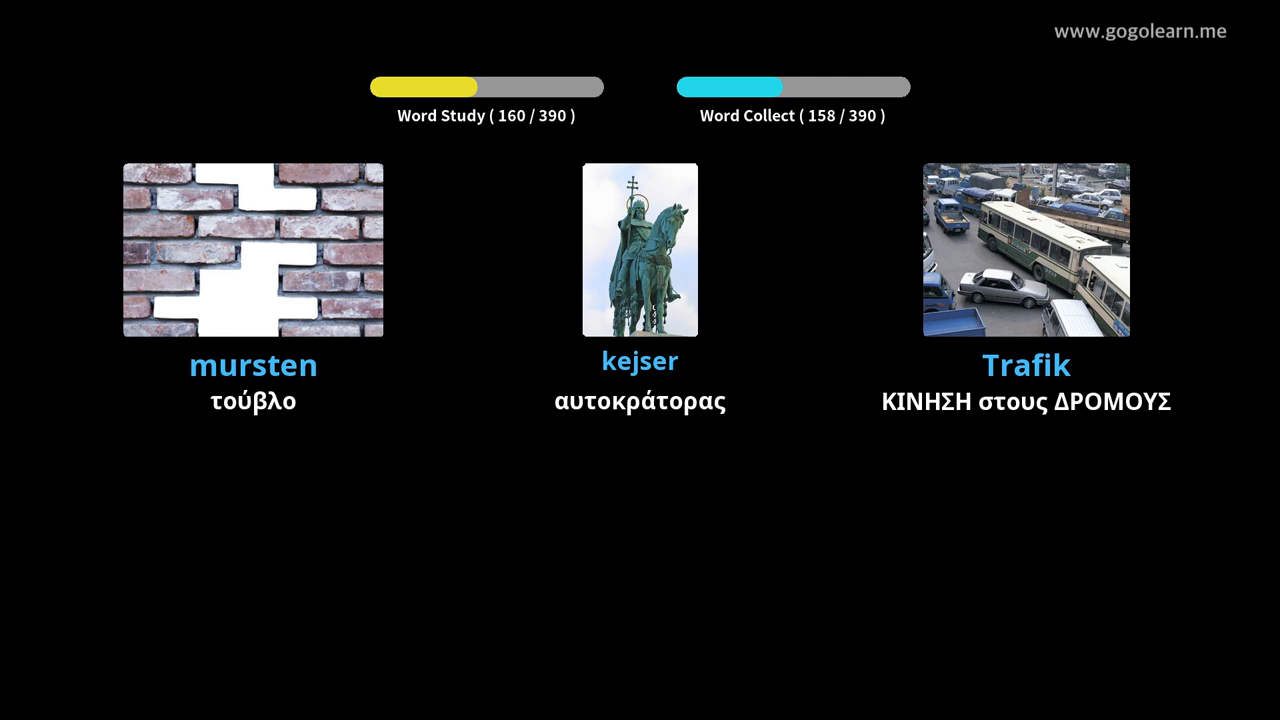 www.gogolearn.me
Word Study ( 160 / 390 )
Word Collect ( 158 / 390 )
mursten
kejser
Trafik
τούβλο
αυτοκράτορας
ΚΙΝΗΣΗ στους ΔΡΟΜΟΥΣ